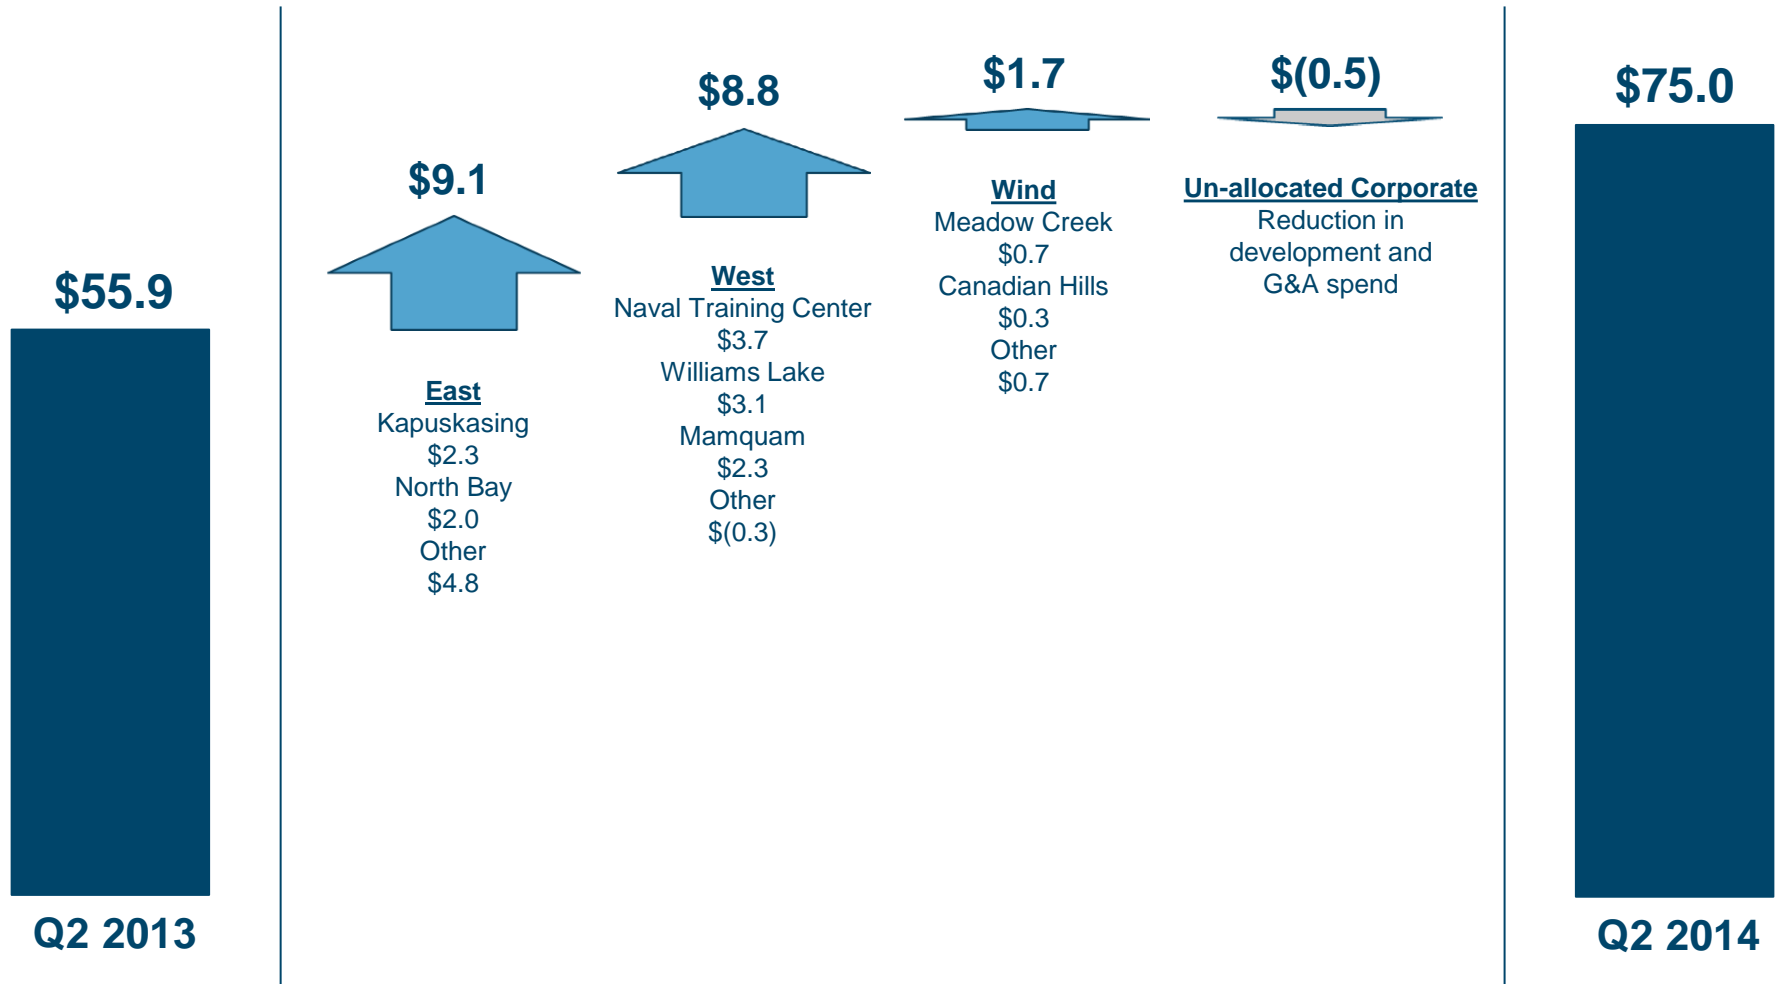 $55.9
Q2 2013
$9.1
East
Kapuskasing
$2.3
North Bay
$2.0
Other
$4.8
$8.8
West
Naval Training Center
$3.7
Williams Lake
$3.1
Mamquam
$2.3
Other
$(0.3)
$1.7
Wind
Meadow Creek
$0.7
Canadian Hills
$0.3
Other
$0.7
$(0.5)
Un-allocated Corporate
Reduction in
development and
G&A spend
$75.0
Q2 2014